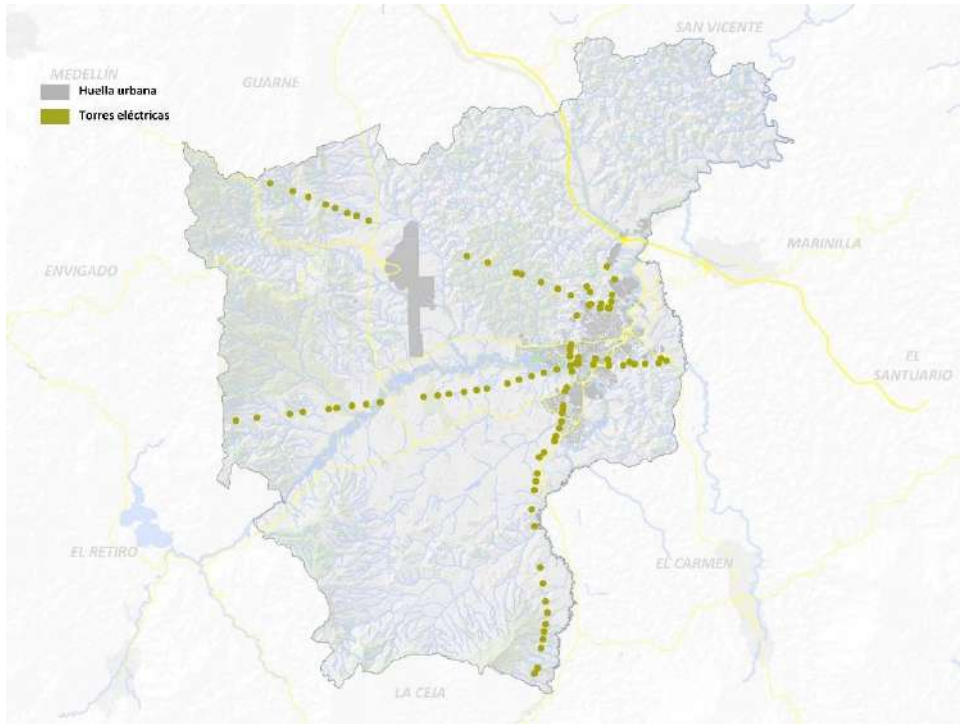 SAN VICENTE
MEDELLÍN
GUARNE
Huella urbana
Torres eléctricas
MARINILLA
ENVIGADO
EL
SANTUARIO
EL RETIRO
EL CARMEN
LA CEJA